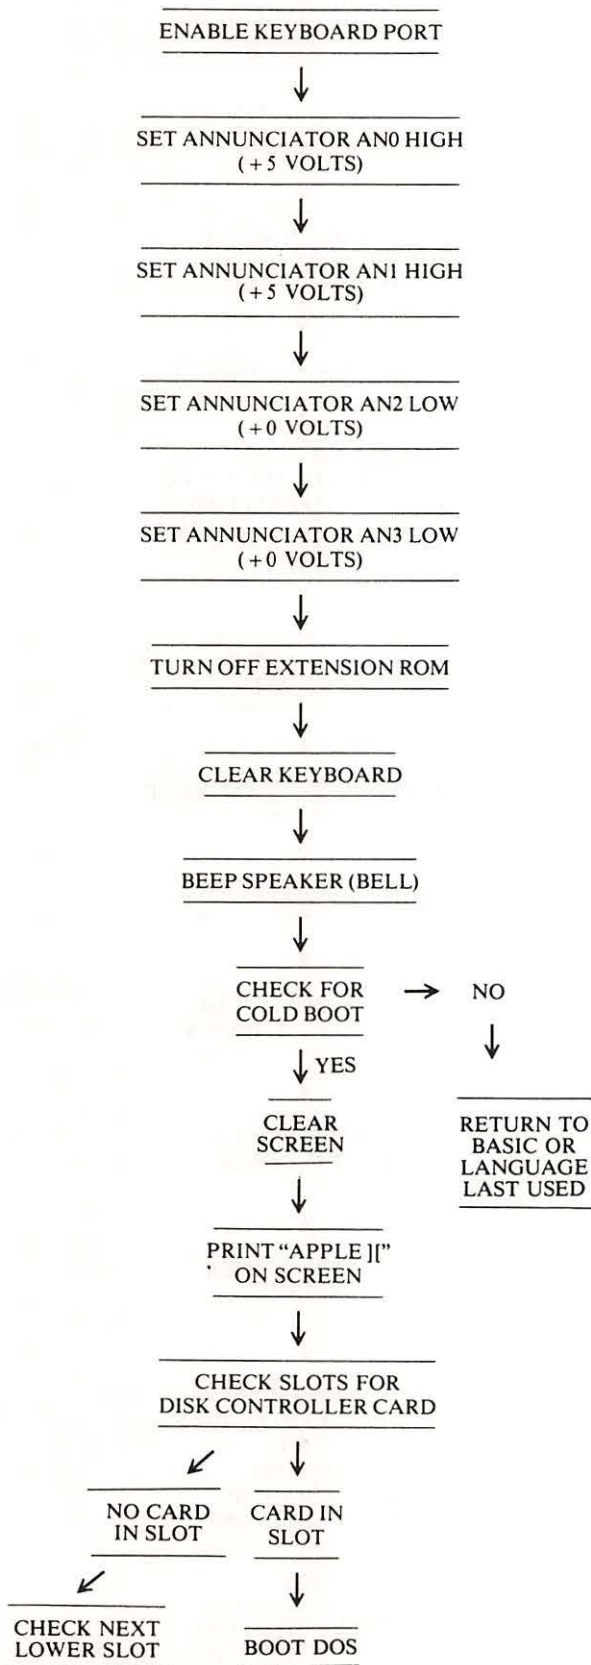 ENABLE KEYBOARD PORT
SET ANNUNCIATOR AN0 HIGH
(+5 VOLTS)
SET ANNUNCIATOR AN1 HIGH
(+5 VOLTS)
SET ANNUNCIATOR AN2 LOW
(+0 VOLTS)
SET ANNUNCIATOR AN3 LOW
(+0 VOLTS)
TURN OFF EXTENSION ROM
CLEAR KEYBOARD
BEEP SPEAKER (BELL)
CHECK FOR
COLD BOOT
NO
YES
CLEAR
SCREEN
RETURN TO
BASIC OR
LANGUAGE
LAST USED
PRINT “APPLE ][”
ON SCREEN
CHECK SLOTS FOR
DISK CONTROLLER CARD
NO CARD
IN SLOT
CARD IN
SLOT
CHECK NEXT
LOWER SLOT
BOOT DOS